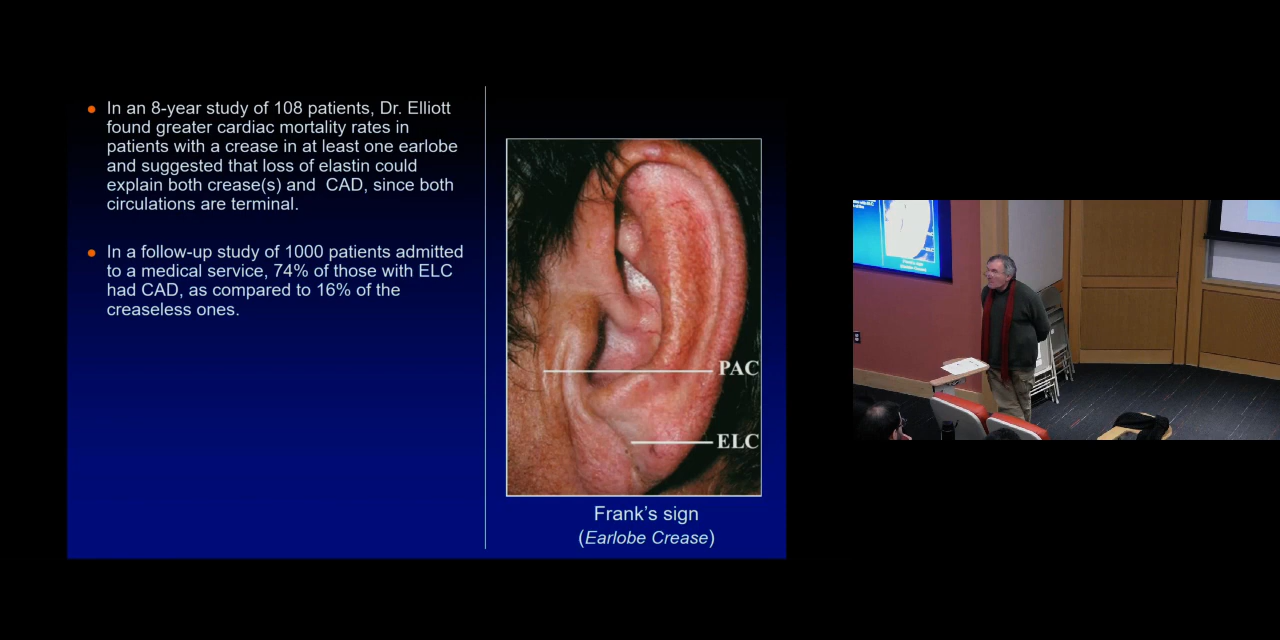 In an 8-year study of 108 patients, Dr. Elliott
found greater cardiac mortality rates in
patients with a crease in at least one earlobe
and suggested that loss of elastin could
explain both crease(s) and  CAD, since both
circulations are terminal.
In a follow-up study of 1000 patients admitted
to a medical service, 74% of those with ELC
had CAD, as compared to 16% of the
creaseless ones.
PAC
ELC
Frank's sign
(Earlobe Crease)